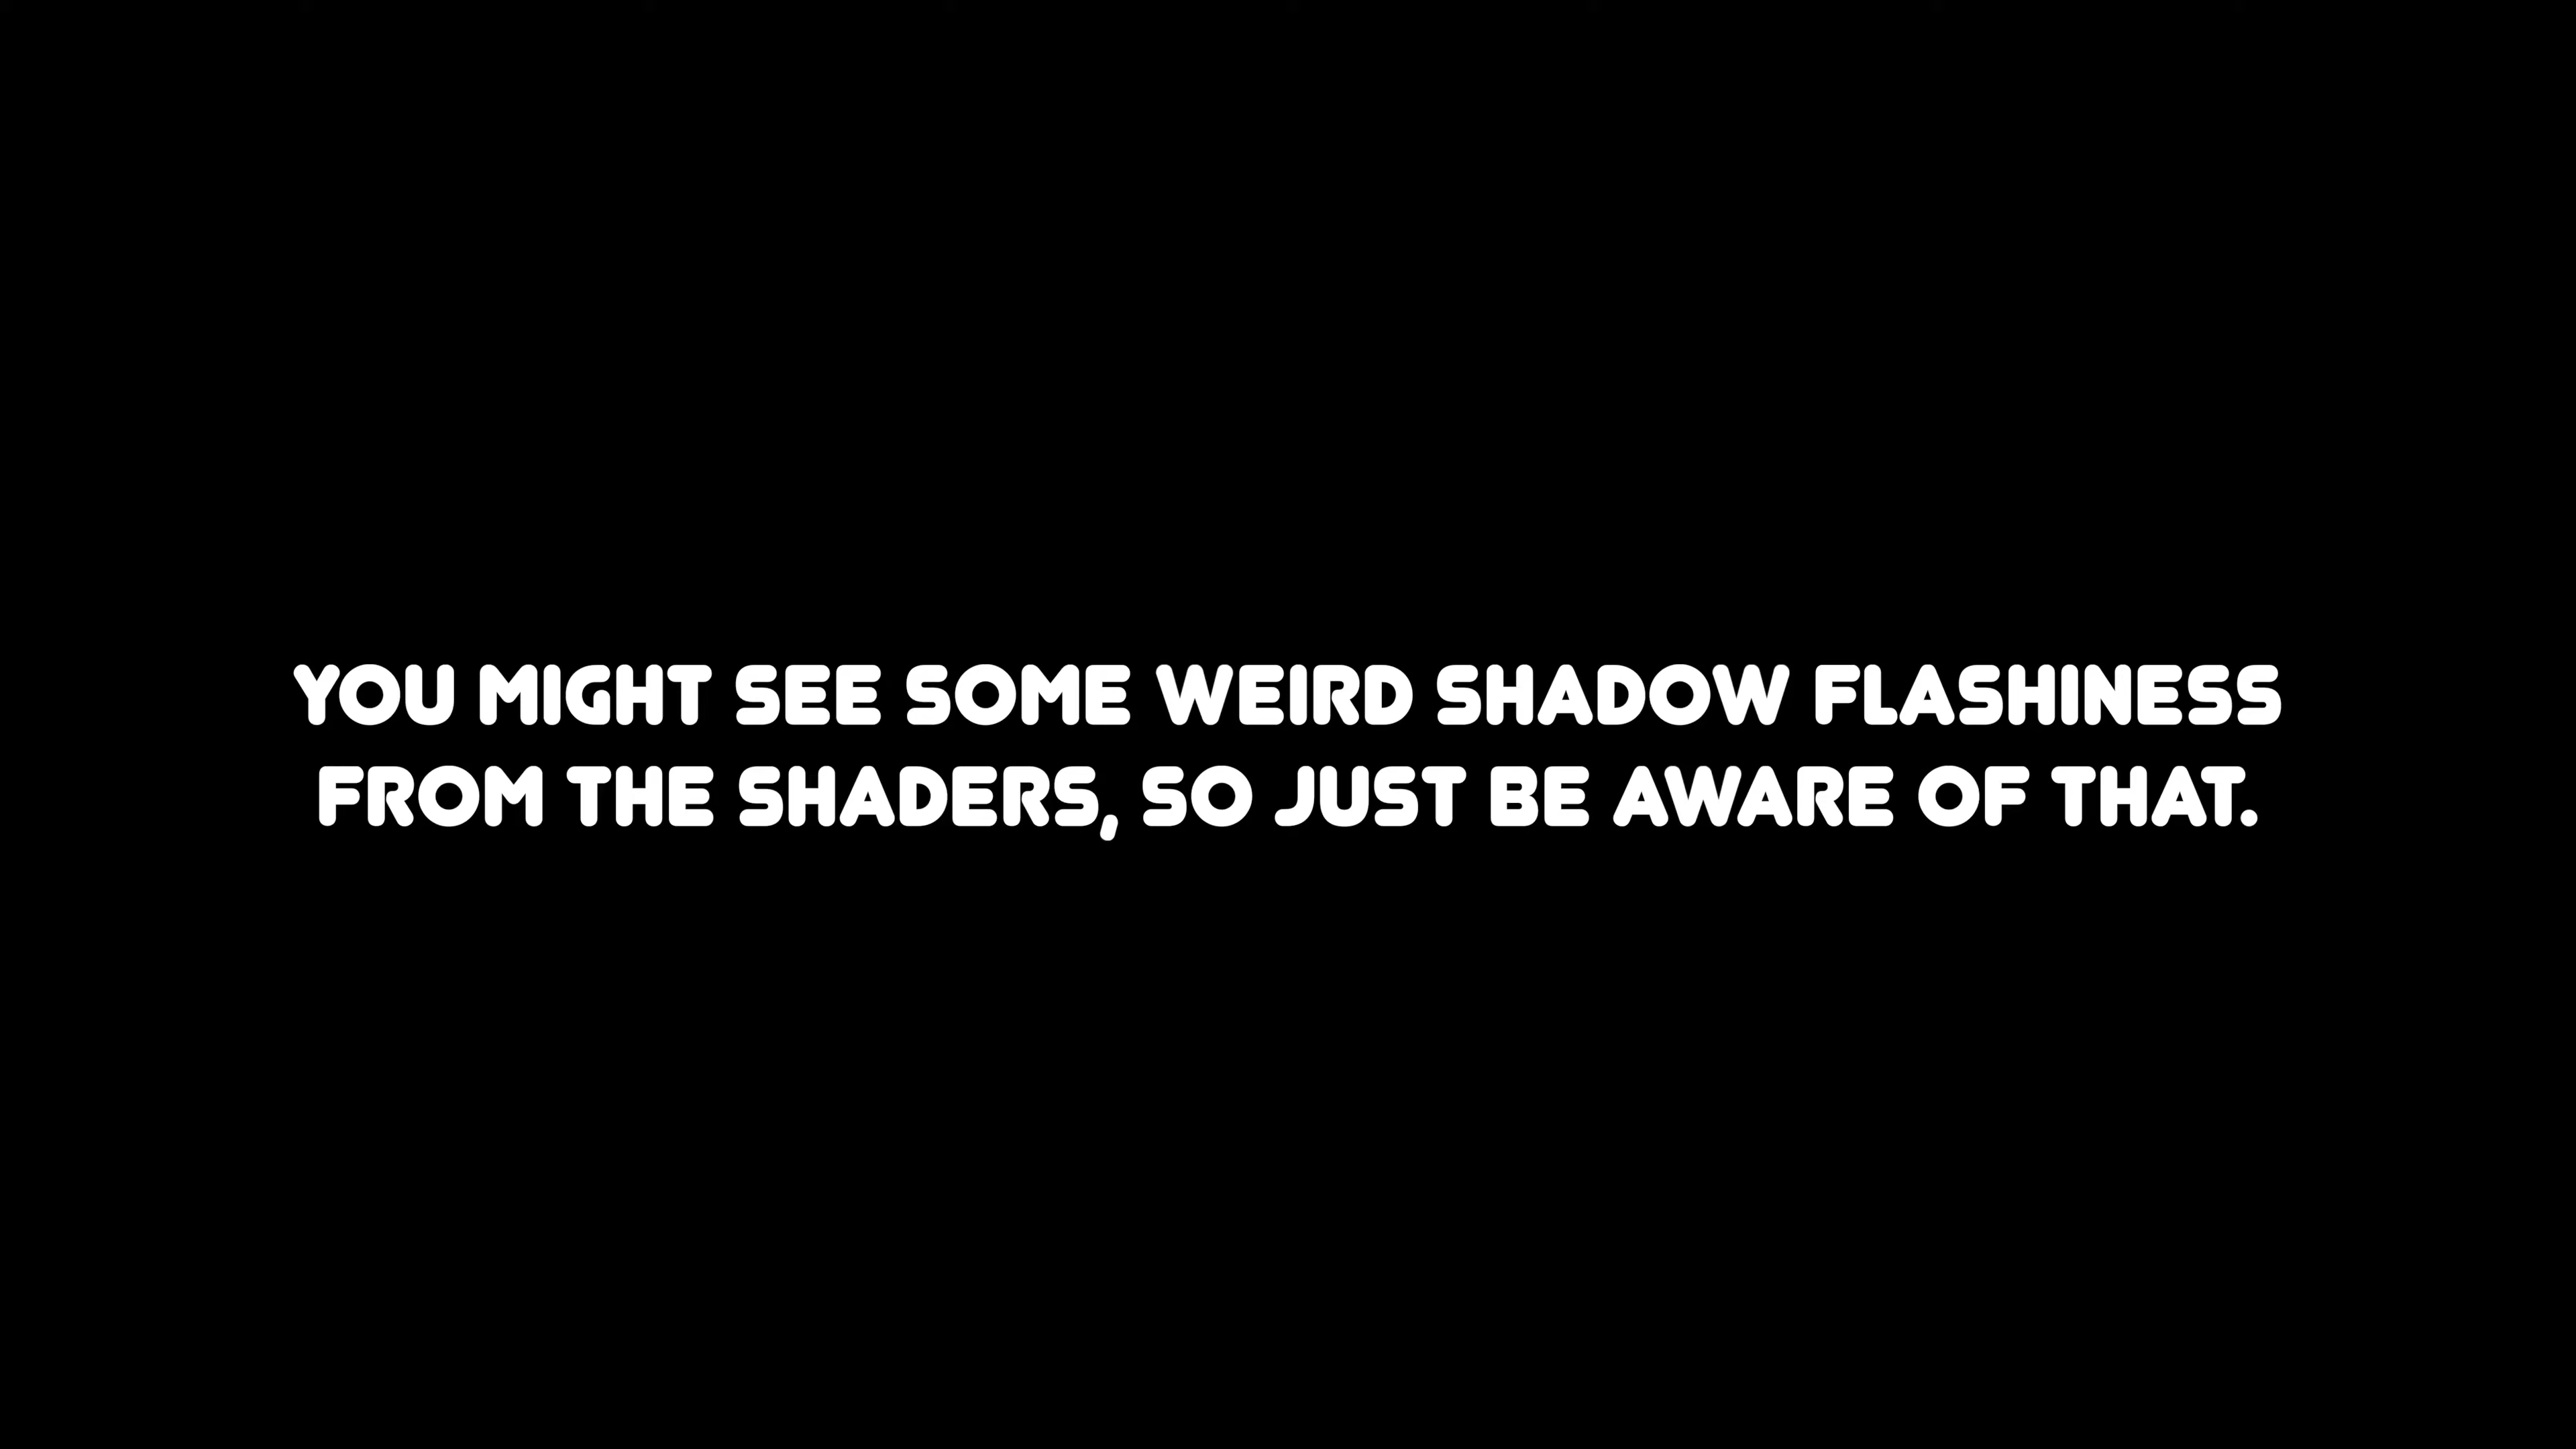 YOU MIGHT SEE SOME WEIRD SHADOW FLASHINESS
FROM THE SHADERS, SO JUST BE AWARE OF THAT.